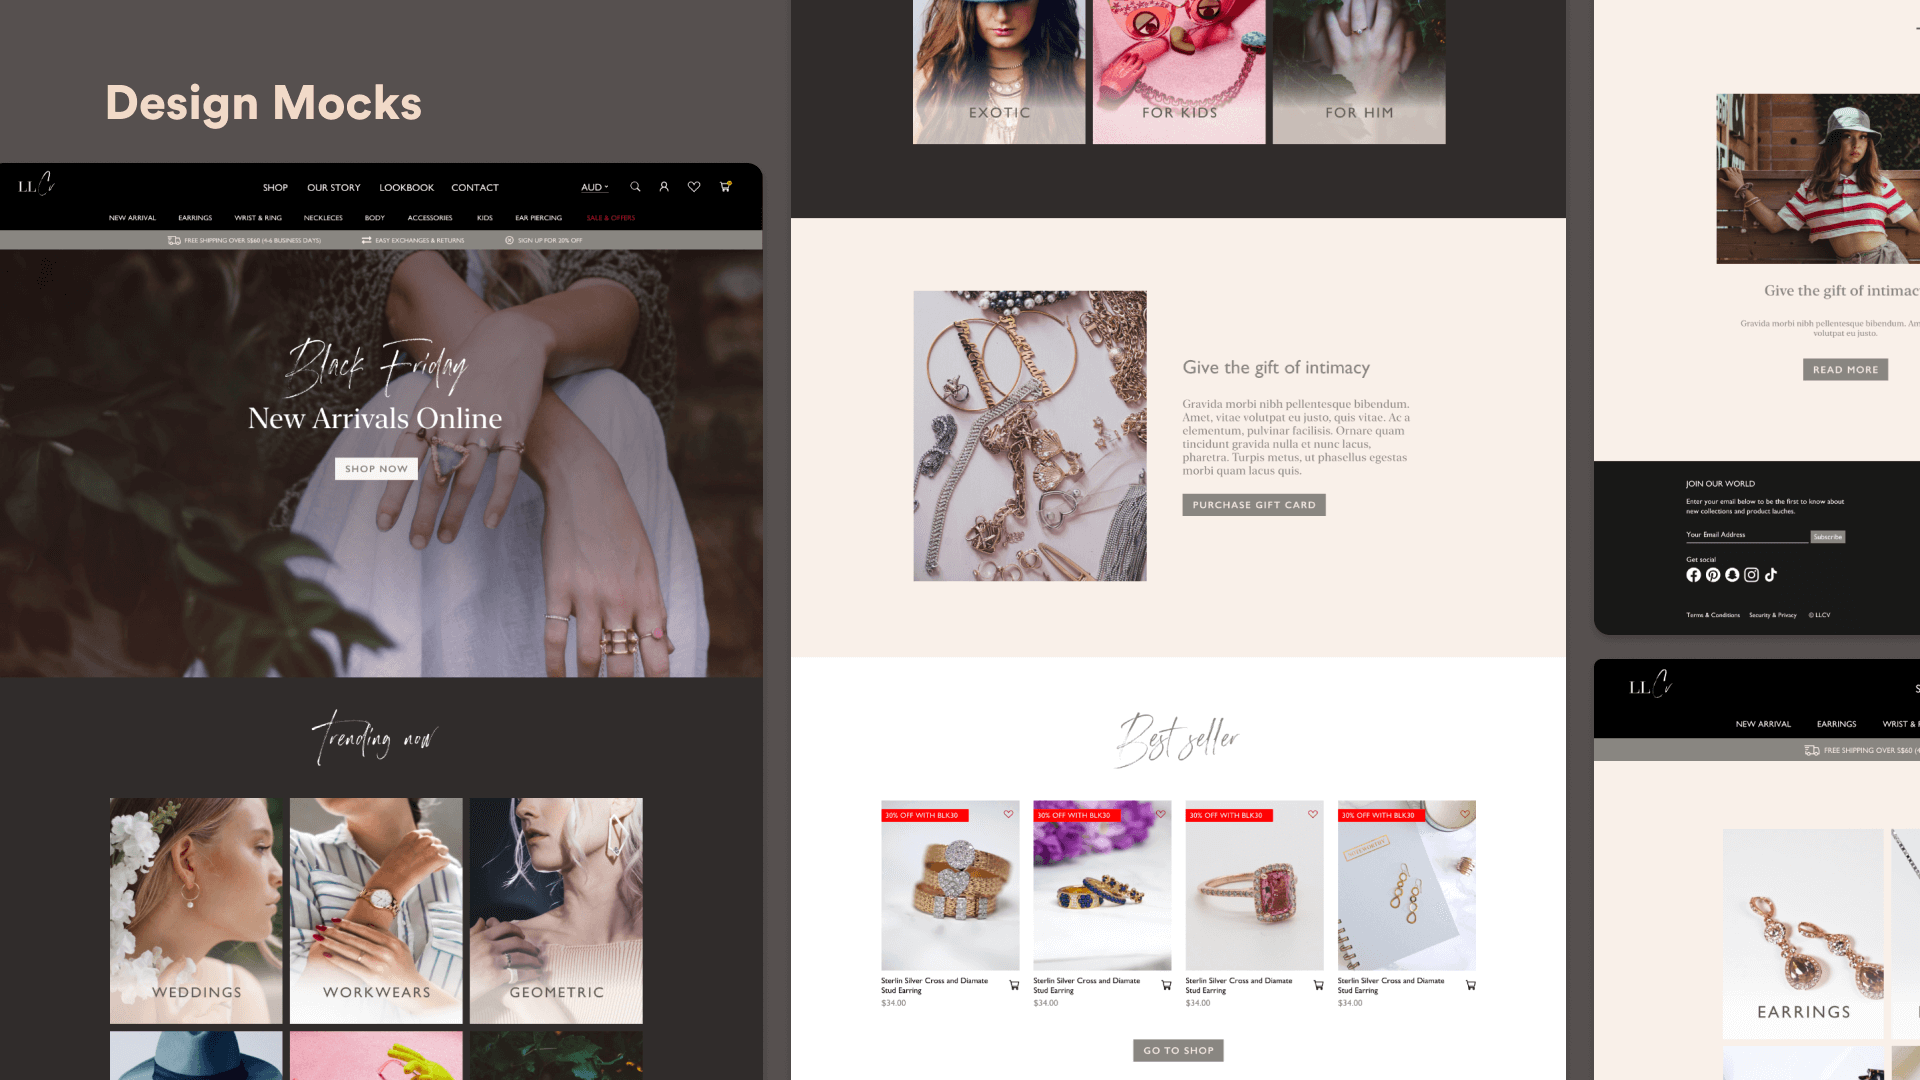 Design Mocks
LL Cv
SHOP OUR STORY LOOKBOOK CONTACT AUD
NEW ARRIVAL EARRINGS WRIST & RING NECKLECES BODY ACCESSORIES KIDS EAR PIERCING SALE & OFFERS
FREE SHIPPING OVER S$60 (4-6 BUSINESS DAYS) EASY EXCHANGES & RETURNS SIGN UP FOR 20% OFF
Black Friday
New Arrivals Online
SHOP NOW
Trending now
WEDDINGS WORKWEARS GEOMETRIC
EXOTIC FOR KIDS FOR HIM
Give the gift of intimacy
Gravida morbi nibh pellentesque bibendum.
Amet, vitae volutpat eu justo, quis vitae. Ac a
elementum, pulvinar facilisis. Ornare quam
tincidunt gravida nulla et nunc lacus,
pharetra. Turpis metus, ut phasellus egestas
morbi quam lacus quis.
PURCHASE GIFT CARD
Best seller
30% OFF WITH BLK30 30% OFF WITH BLK30 30% OFF WITH BLK30 30% OFF WITH BLK30
Sterlin Silver Cross and Diamate Sterlin Silver Cross and Diamate Sterlin Silver Cross and Diamate Sterlin Silver Cross and Diamate
Stud Earring Stud Earring Stud Earring Stud Earring
$34.00 $34.00 $34.00 $34.00
GO TO SHOP
Give the gift of intimac
Gravida morbi nibh pellentesque bibendum. Am
volutpat eu justo.
READ MORE
JOIN OUR WORLD
Enter your email below to be the first to know about
new collections and product lauches.
Your Email Address Subscribe
Get social
Terms & Conditions Security & Privacy © LLCV
LL Cv S
NEW ARRIVAL EARRINGS WRIST & R
FREE SHIPPING OVER S$60 (4
EARRINGS